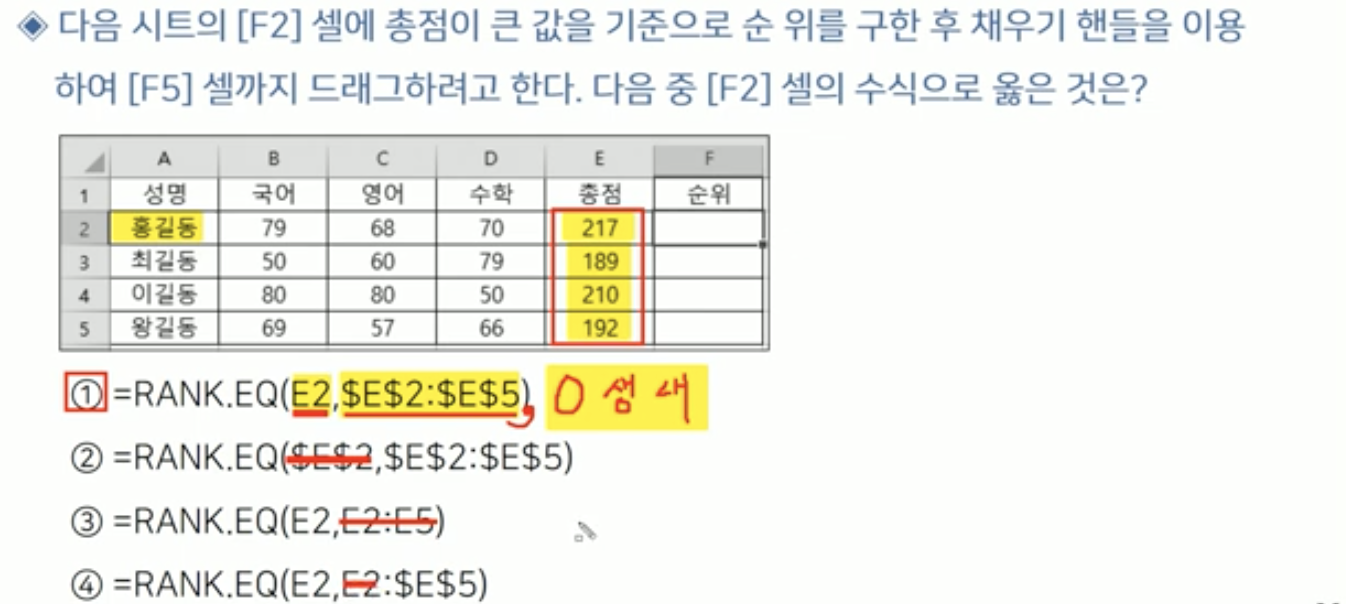 ◈ 다음 시트의 [F2] 셀에 총점이 큰 값을 기준으로 순 위를 구한 후 채우기 핸들을 이용
하여 [F5] 셀까지 드래그하려고 한다. 다음 중 [F2] 셀의 수식으로 옳은 것은?
A B C D E F
1 성명 국어 영어 수학 총점 순위
2 홍길동 79 68 70 217
3 최길동 50 60 79 189
4 이길동 80 80 50 210
5 왕길동 69 57 66 192
① =RANK.EQ(E2,$E$2:$E$5) , 0 생 새
② =RANK.EQ($E$2,$E$2:$E$5)
③ =RANK.EQ(E2,E2:E5)
④ =RANK.EQ(E2,E2:$E$5)